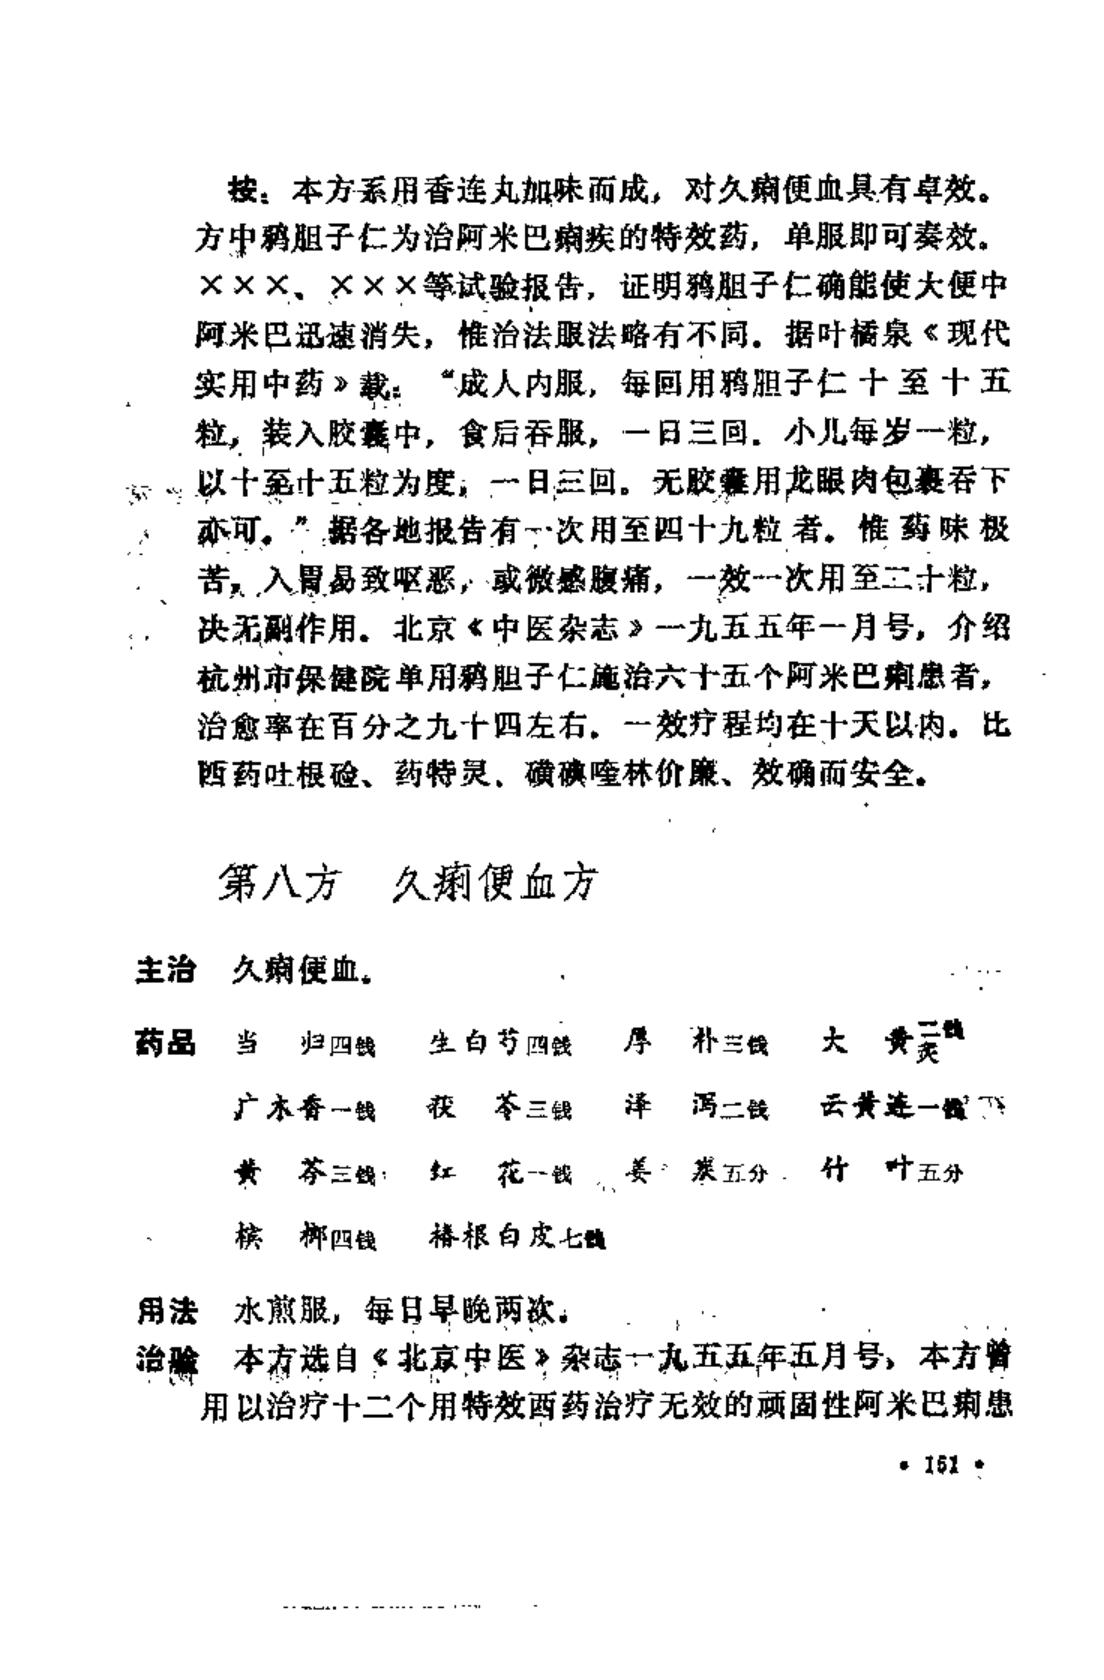 按：本方系用香连丸加味而成，对久痢便血具有卓效。
方中鸦胆子仁为治阿米巴痢疾的特效药，单服即可奏效。
×××、×××等试验报告，证明鸦胆子仁确能使大便中
阿米巴迅速消失，惟治法服法略有不同。据叶橘泉《现代
实用中药》载：“成人内服，每回用鸦胆子仁十至十五
粒，装入胶囊中，食后吞服，一日三回。小儿每岁一粒，
以十至十五粒为度，一日三回。无胶囊用龙眼肉包裹吞下
亦可。”据各地报告有一次用至四十九粒者。惟药味极
苦，入胃易致呕恶，或微感腹痛，一效一次用至二十粒，
决无副作用。北京《中医杂志》一九五五年一月号，介绍
杭州市保健院单用鸦胆子仁施治六十五个阿米巴痢患者，
治愈率在百分之九十四左右。一效疗程均在十天以内。比
西药吐根硷、药特灵、磺碘喹林价廉、效确而安全。
第八方 久痢便血方
主治 久痢便血。
药品 当归四钱 生白芍四钱 厚朴三钱 大黄二钱炙
广木香一钱 茯苓三钱 泽泻二钱 云黄连一钱
黄芩三钱 红花一钱 姜炭五分 竹叶五分
槟榔四钱 椿根白皮七钱
用法 水煎服，每日早晚两次。
治验 本方选自《北京中医》杂志一九五五年五月号，本方曾
用以治疗十二个用特效西药治疗无效的顽固性阿米巴痢患
• 151 •